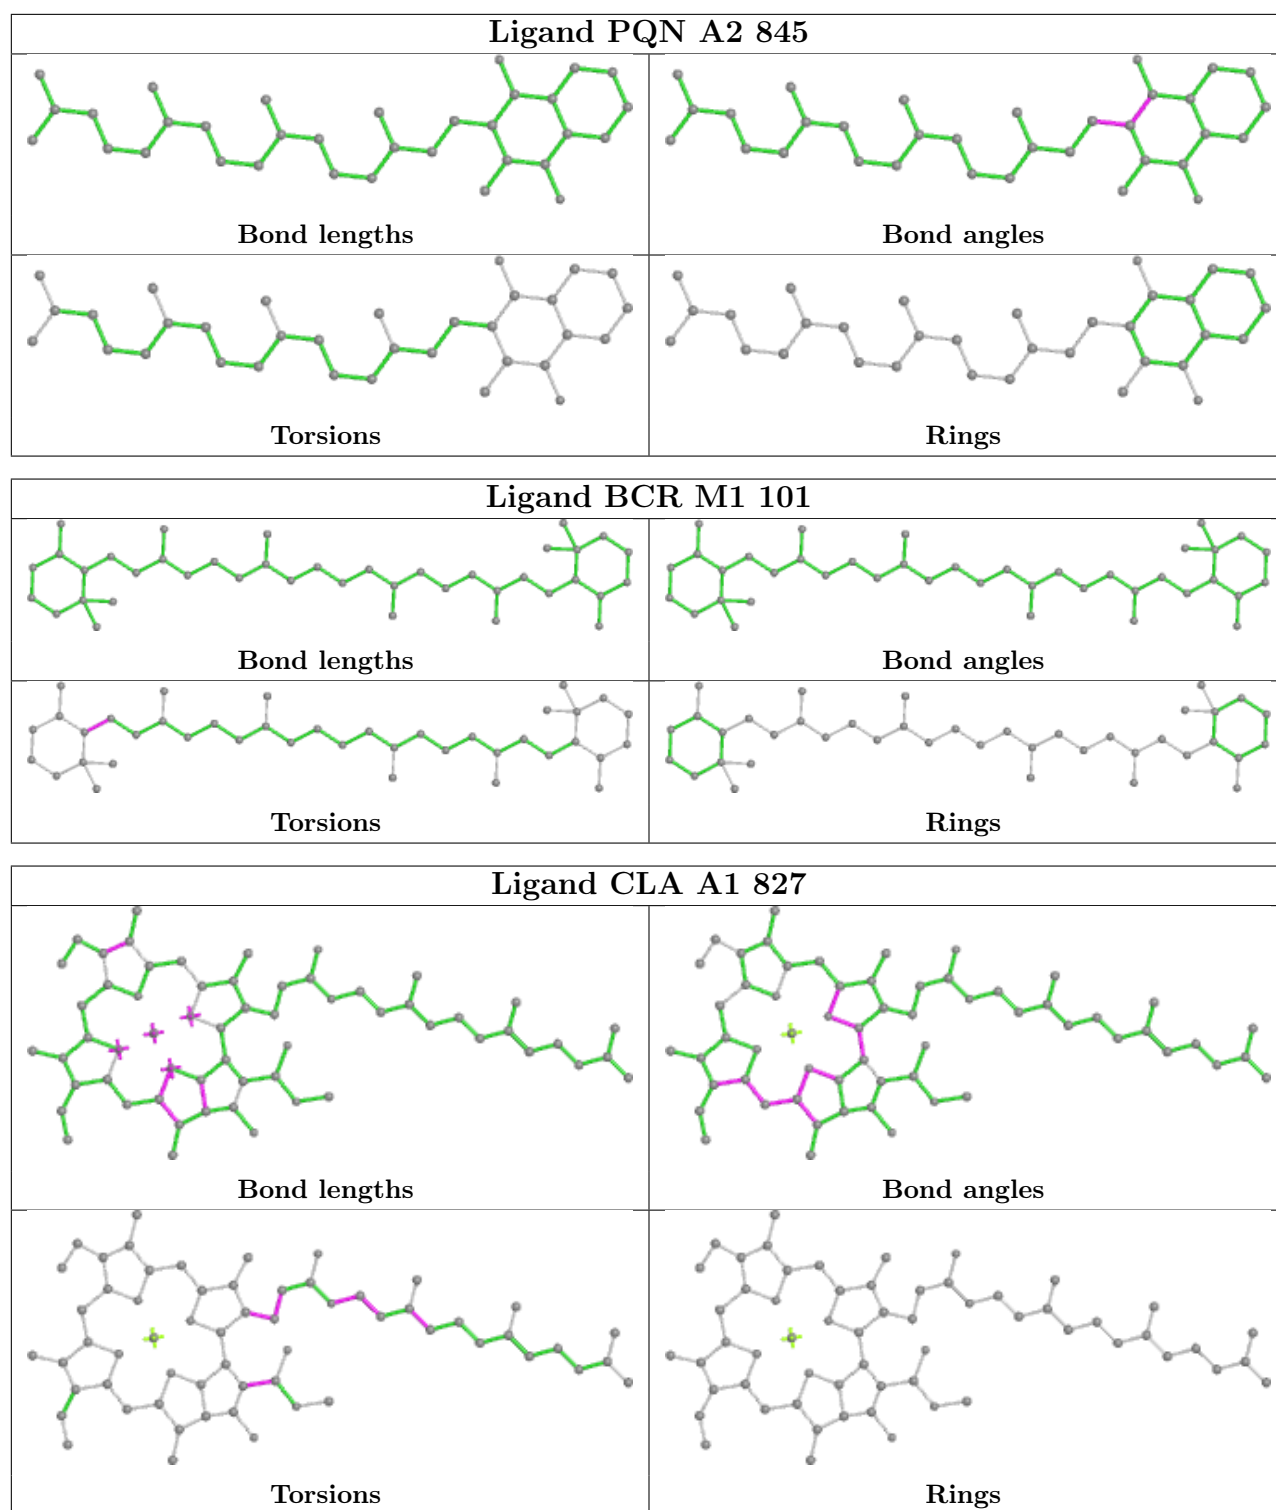 Ligand PQN A2 845
Bond lengths
Bond angles
Torsions
Rings
Ligand BCR M1 101
Bond lengths
Bond angles
Torsions
Rings
Ligand CLA A1 827
Bond lengths
Bond angles
Torsions
Rings